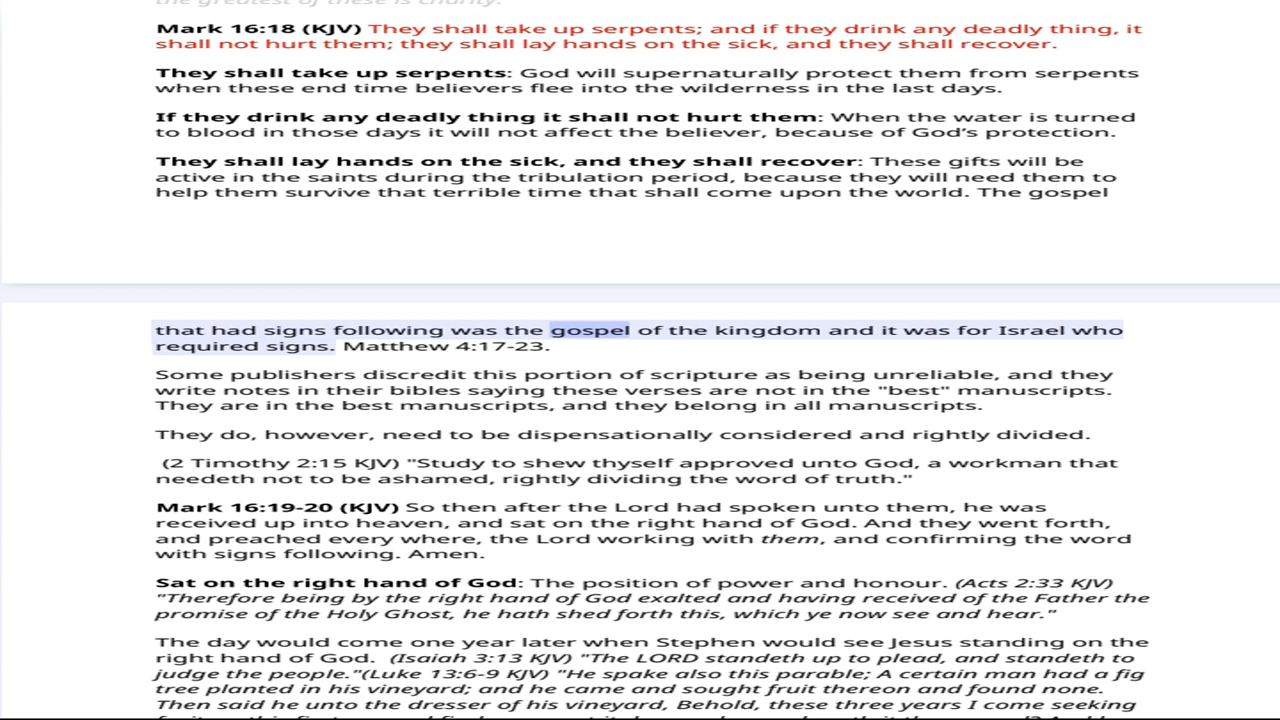 the greatest of these is charity.
Mark 16:18 (KJV) They shall take up serpents; and if they drink any deadly thing, it
shall not hurt them; they shall lay hands on the sick, and they shall recover.
They shall take up serpents: God will supernaturally protect them from serpents
when these end time believers flee into the wilderness in the last days.
If they drink any deadly thing it shall not hurt them: When the water is turned
to blood in those days it will not affect the believer, because of God's protection.
They shall lay hands on the sick, and they shall recover: These gifts will be
active in the saints during the tribulation period, because they will need them to
help them survive that terrible time that shall come upon the world. The gospel
that had signs following was the gospel of the kingdom and it was for Israel who
required signs. Matthew 4:17-23.
Some publishers discredit this portion of scripture as being unreliable, and they
write notes in their bibles saying these verses are not in the "best" manuscripts.
They are in the best manuscripts, and they belong in all manuscripts.
They do, however, need to be dispensationally considered and rightly divided.
(2 Timothy 2:15 KJV) "Study to shew thyself approved unto God, a workman that
needeth not to be ashamed, rightly dividing the word of truth."
Mark 16:19-20 (KJV) So then after the Lord had spoken unto them, he was
received up into heaven, and sat on the right hand of God. And they went forth,
and preached every where, the Lord working with them, and confirming the word
with signs following. Amen.
Sat on the right hand of God: The position of power and honour. (Acts 2:33 KJV)
"Therefore being by the right hand of God exalted and having received of the Father the
promise of the Holy Ghost, he hath shed forth this, which ye now see and hear."
The day would come one year later when Stephen would see Jesus standing on the
right hand of God. (Isaiah 3:13 KJV) "The LORD standeth up to plead, and standeth to
judge the people."(Luke 13:6-9 KJV) "He spake also this parable; A certain man had a fig
tree planted in his vineyard; and he came and sought fruit thereon and found none.
Then said he unto the dresser of his vineyard, Behold, these three years I come seeking